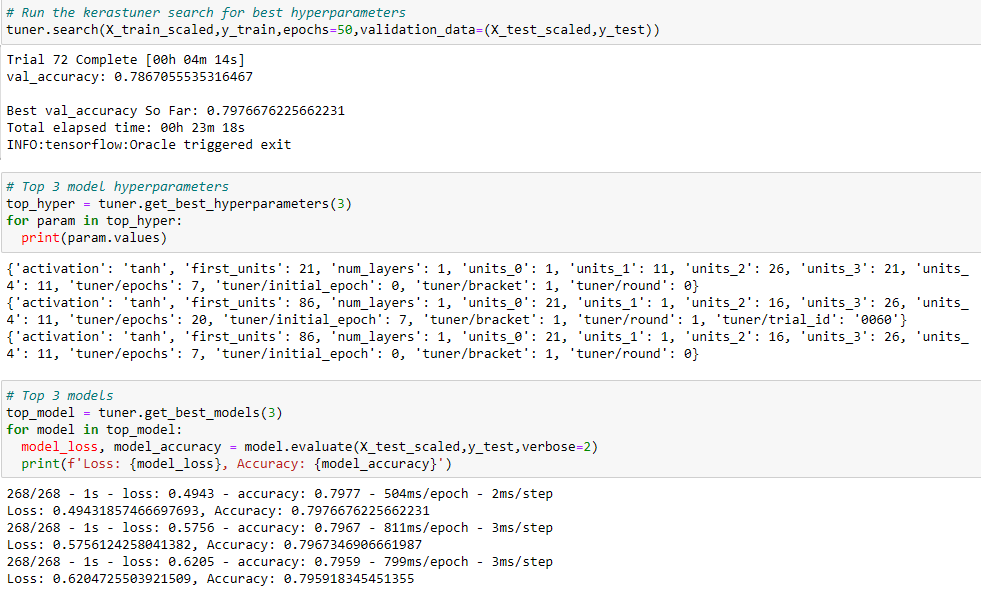 # Run the kerastuner search for best hyperparameters
tuner.search(X_train_scaled,y_train,epochs=50,validation_data=(X_test_scaled,y_test))
Trial 72 Complete [00h 04m 14s]
val_accuracy: 0.7867055535316467
Best val_accuracy So Far: 0.7976676225662231
Total elapsed time: 00h 23m 18s
INFO:tensorflow:Oracle triggered exit
# Top 3 model hyperparameters
top_hyper = tuner.get_best_hyperparameters(3)
for param in top_hyper:
  print(param.values)
{'activation': 'tanh', 'first_units': 21, 'num_layers': 1, 'units_0': 1, 'units_1': 11, 'units_2': 26, 'units_3': 21, 'units_
4': 11, 'tuner/epochs': 7, 'tuner/initial_epoch': 0, 'tuner/bracket': 1, 'tuner/round': 0}
{'activation': 'tanh', 'first_units': 86, 'num_layers': 1, 'units_0': 21, 'units_1': 1, 'units_2': 16, 'units_3': 26, 'units_
4': 11, 'tuner/epochs': 20, 'tuner/initial_epoch': 7, 'tuner/bracket': 1, 'tuner/round': 1, 'tuner/trial_id': '0060'}
{'activation': 'tanh', 'first_units': 86, 'num_layers': 1, 'units_0': 21, 'units_1': 1, 'units_2': 16, 'units_3': 26, 'units_
4': 11, 'tuner/epochs': 7, 'tuner/initial_epoch': 0, 'tuner/bracket': 1, 'tuner/round': 0}
# Top 3 models
top_model = tuner.get_best_models(3)
for model in top_model:
  model_loss, model_accuracy = model.evaluate(X_test_scaled,y_test,verbose=2)
  print(f'Loss: {model_loss}, Accuracy: {model_accuracy}')
268/268 - 1s - loss: 0.4943 - accuracy: 0.7977 - 504ms/epoch - 2ms/step
Loss: 0.49431857466697693, Accuracy: 0.7976676225662231
268/268 - 1s - loss: 0.5756 - accuracy: 0.7967 - 811ms/epoch - 3ms/step
Loss: 0.5756124258041382, Accuracy: 0.7967346906661987
268/268 - 1s - loss: 0.6205 - accuracy: 0.7959 - 799ms/epoch - 3ms/step
Loss: 0.6204725503921509, Accuracy: 0.795918345451355